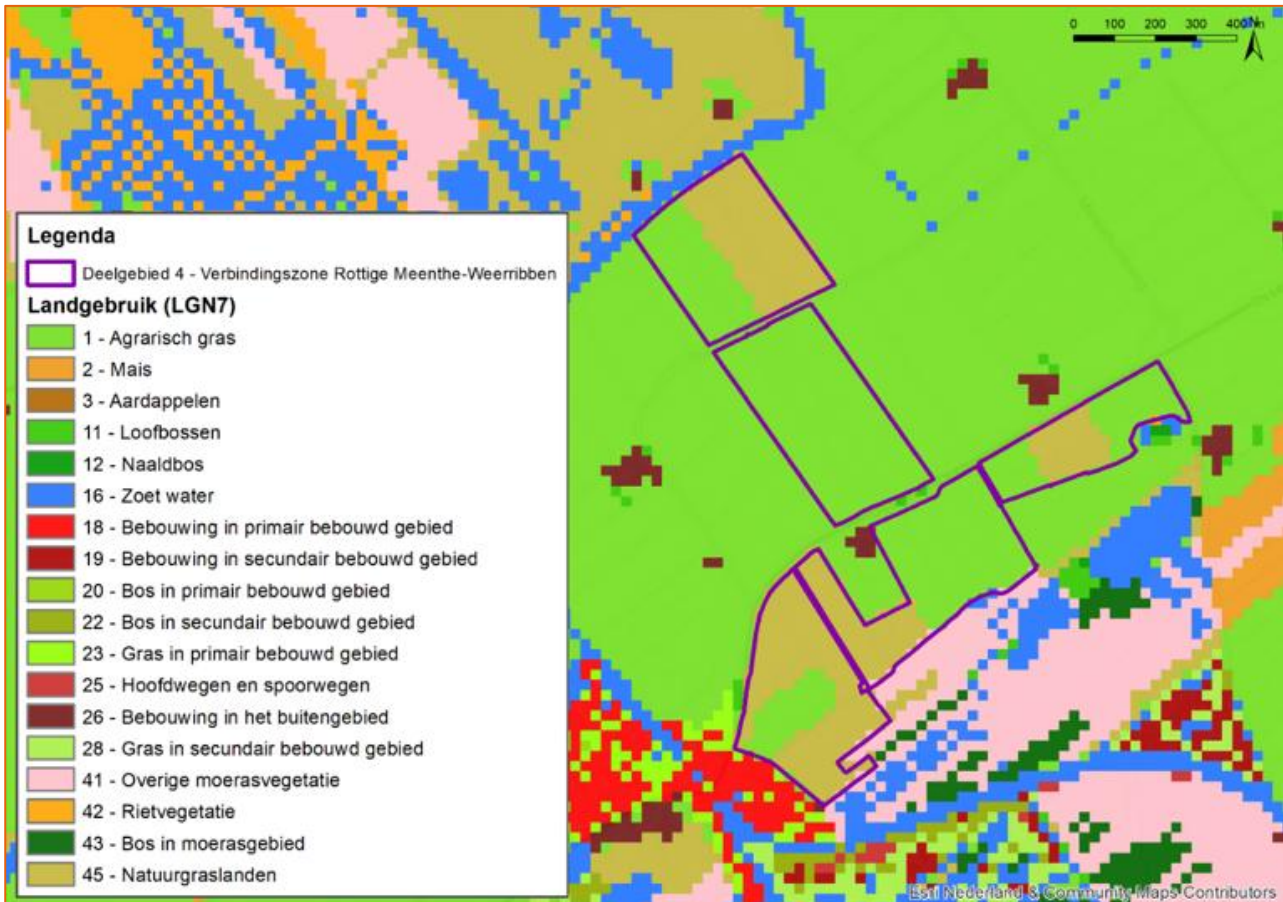 0 100 200 300 400 m
N
Legenda
Deelgebied 4 - Verbindingszone Rottige Meenthe-Weerribben
Landgebruik (LGN7)
1 - Agrarisch gras
2 - Mais
3 - Aardappelen
11 - Loofbossen
12 - Naaldbos
16 - Zoet water
18 - Bebouwing in primair bebouwd gebied
19 - Bebouwing in secundair bebouwd gebied
20 - Bos in primair bebouwd gebied
22 - Bos in secundair bebouwd gebied
23 - Gras in primair bebouwd gebied
25 - Hoofdwegen en spoorwegen
26 - Bebouwing in het buitengebied
28 - Gras in secundair bebouwd gebied
41 - Overige moerasvegetatie
42 - Rietvegetatie
43 - Bos in moerasgebied
45 - Natuurgraslanden
Esri Nederland & Community Maps Contributors